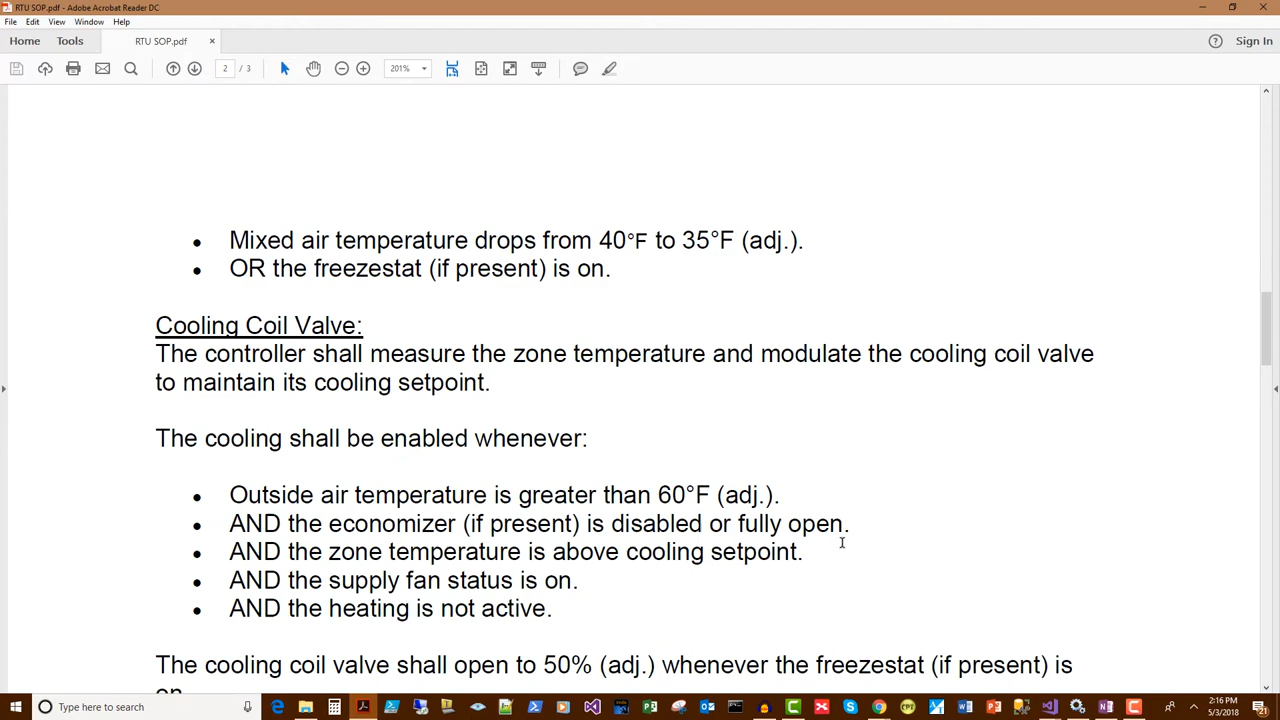 RTU SOP.pdf - Adobe Acrobat Reader DC
File Edit View Window Help
Home Tools RTU SOP.pdf × Sign In
2 / 3 201%
• Mixed air temperature drops from 40°F to 35°F (adj.).
• OR the freezestat (if present) is on.
Cooling Coil Valve:
The controller shall measure the zone temperature and modulate the cooling coil valve
to maintain its cooling setpoint.
The cooling shall be enabled whenever:
• Outside air temperature is greater than 60°F (adj.).
• AND the economizer (if present) is disabled or fully open.
• AND the zone temperature is above cooling setpoint.
• AND the supply fan status is on.
• AND the heating is not active.
The cooling coil valve shall open to 50% (adj.) whenever the freezestat (if present) is
on.
Type here to search
2:16 PM
5/3/2018